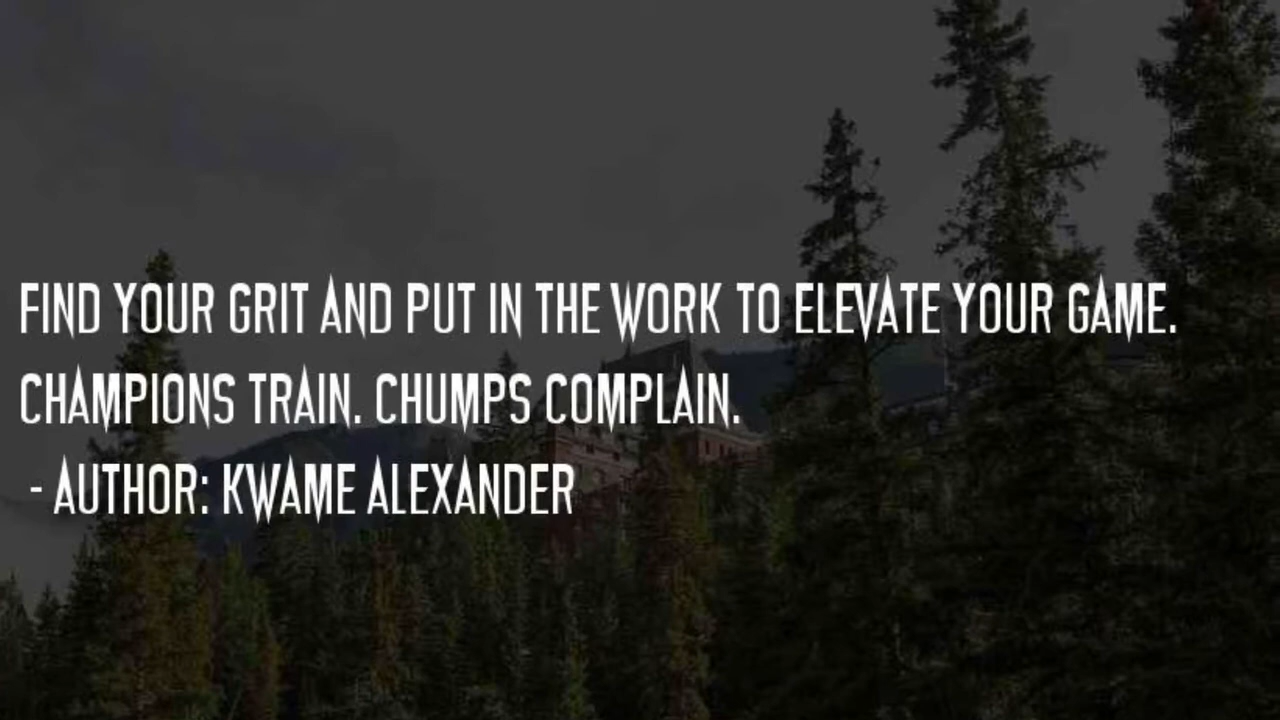 FIND YOUR GRIT AND PUT IN THE WORK TO ELEVATE YOUR GAME.
CHAMPIONS TRAIN. CHUMPS COMPLAIN.
- AUTHOR: KWAME ALEXANDER